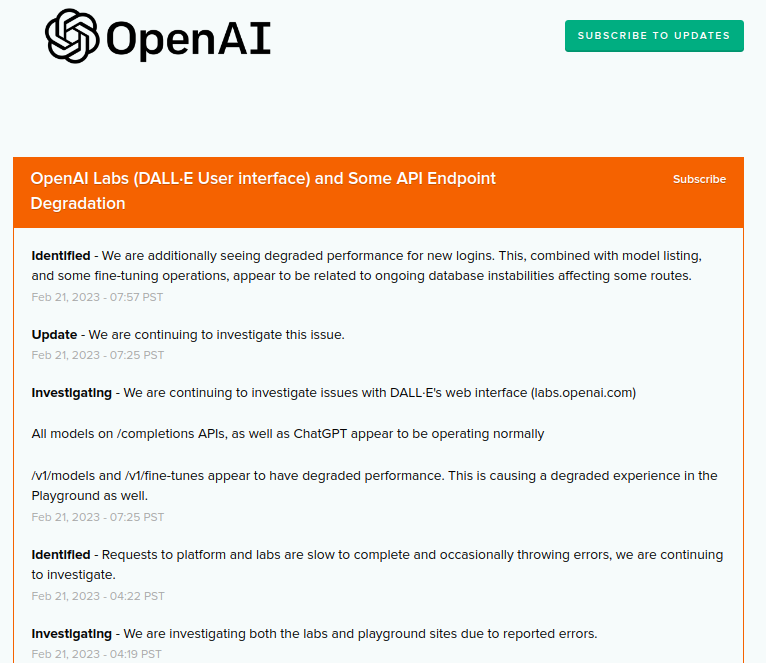 OpenAI
SUBSCRIBE TO UPDATES
OpenAI Labs (DALL·E User interface) and Some API Endpoint
Degradation
Subscribe
Identified - We are additionally seeing degraded performance for new logins. This, combined with model listing,
and some fine-tuning operations, appear to be related to ongoing database instabilities affecting some routes.
Feb 21, 2023 - 07:57 PST
Update - We are continuing to investigate this issue.
Feb 21, 2023 - 07:25 PST
Investigating - We are continuing to investigate issues with DALL·E's web interface (labs.openai.com)
All models on /completions APIs, as well as ChatGPT appear to be operating normally
/v1/models and /v1/fine-tunes appear to have degraded performance. This is causing a degraded experience in the
Playground as well.
Feb 21, 2023 - 07:25 PST
Identified - Requests to platform and labs are slow to complete and occasionally throwing errors, we are continuing
to investigate.
Feb 21, 2023 - 04:22 PST
Investigating - We are investigating both the labs and playground sites due to reported errors.
Feb 21, 2023 - 04:19 PST